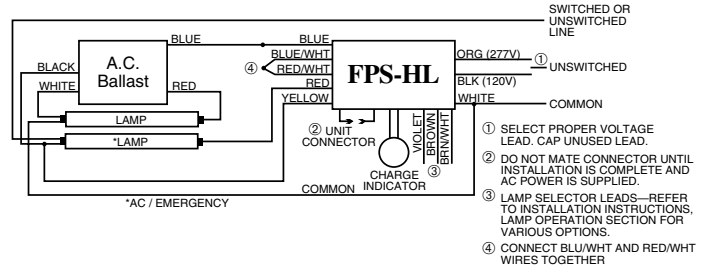 SWITCHED OR
UNSWITCHED
LINE
BLUE
BLUE
BLUE/WHT
ORG (277V)
①
BLACK
A.C.
Ballast
④
RED/WHT
FPS-HL
UNSWITCHED
WHITE
RED
RED
BLK (120V)
YELLOW
WHITE
COMMON
LAMP
*LAMP
② UNIT
CONNECTOR
VIOLET
BROWN
BRN/WHT
③
CHARGE
INDICATOR
COMMON
*AC / EMERGENCY
① SELECT PROPER VOLTAGE
LEAD. CAP UNUSED LEAD.
② DO NOT MATE CONNECTOR UNTIL
INSTALLATION IS COMPLETE AND
AC POWER IS SUPPLIED.
③ LAMP SELECTOR LEADS—REFER
TO INSTALLATION INSTRUCTIONS,
LAMP OPERATION SECTION FOR
VARIOUS OPTIONS.
④ CONNECT BLU/WHT AND RED/WHT
WIRES TOGETHER